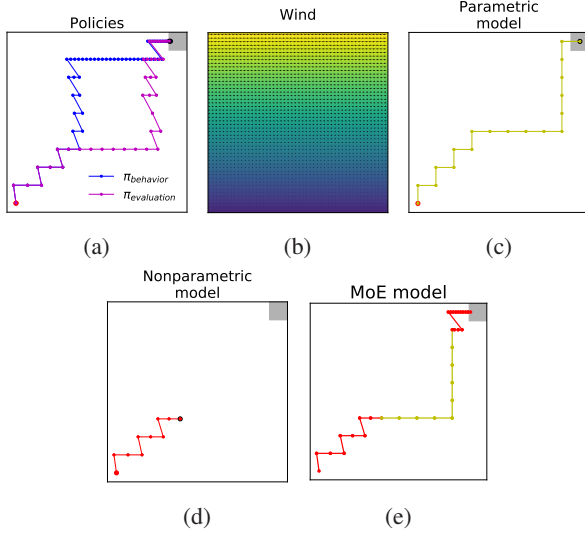 Policies
Wind
Parametric
model
π_behavior
π_evaluation
(a)
(b)
(c)
Nonparametric
model
MoE model
(d)
(e)